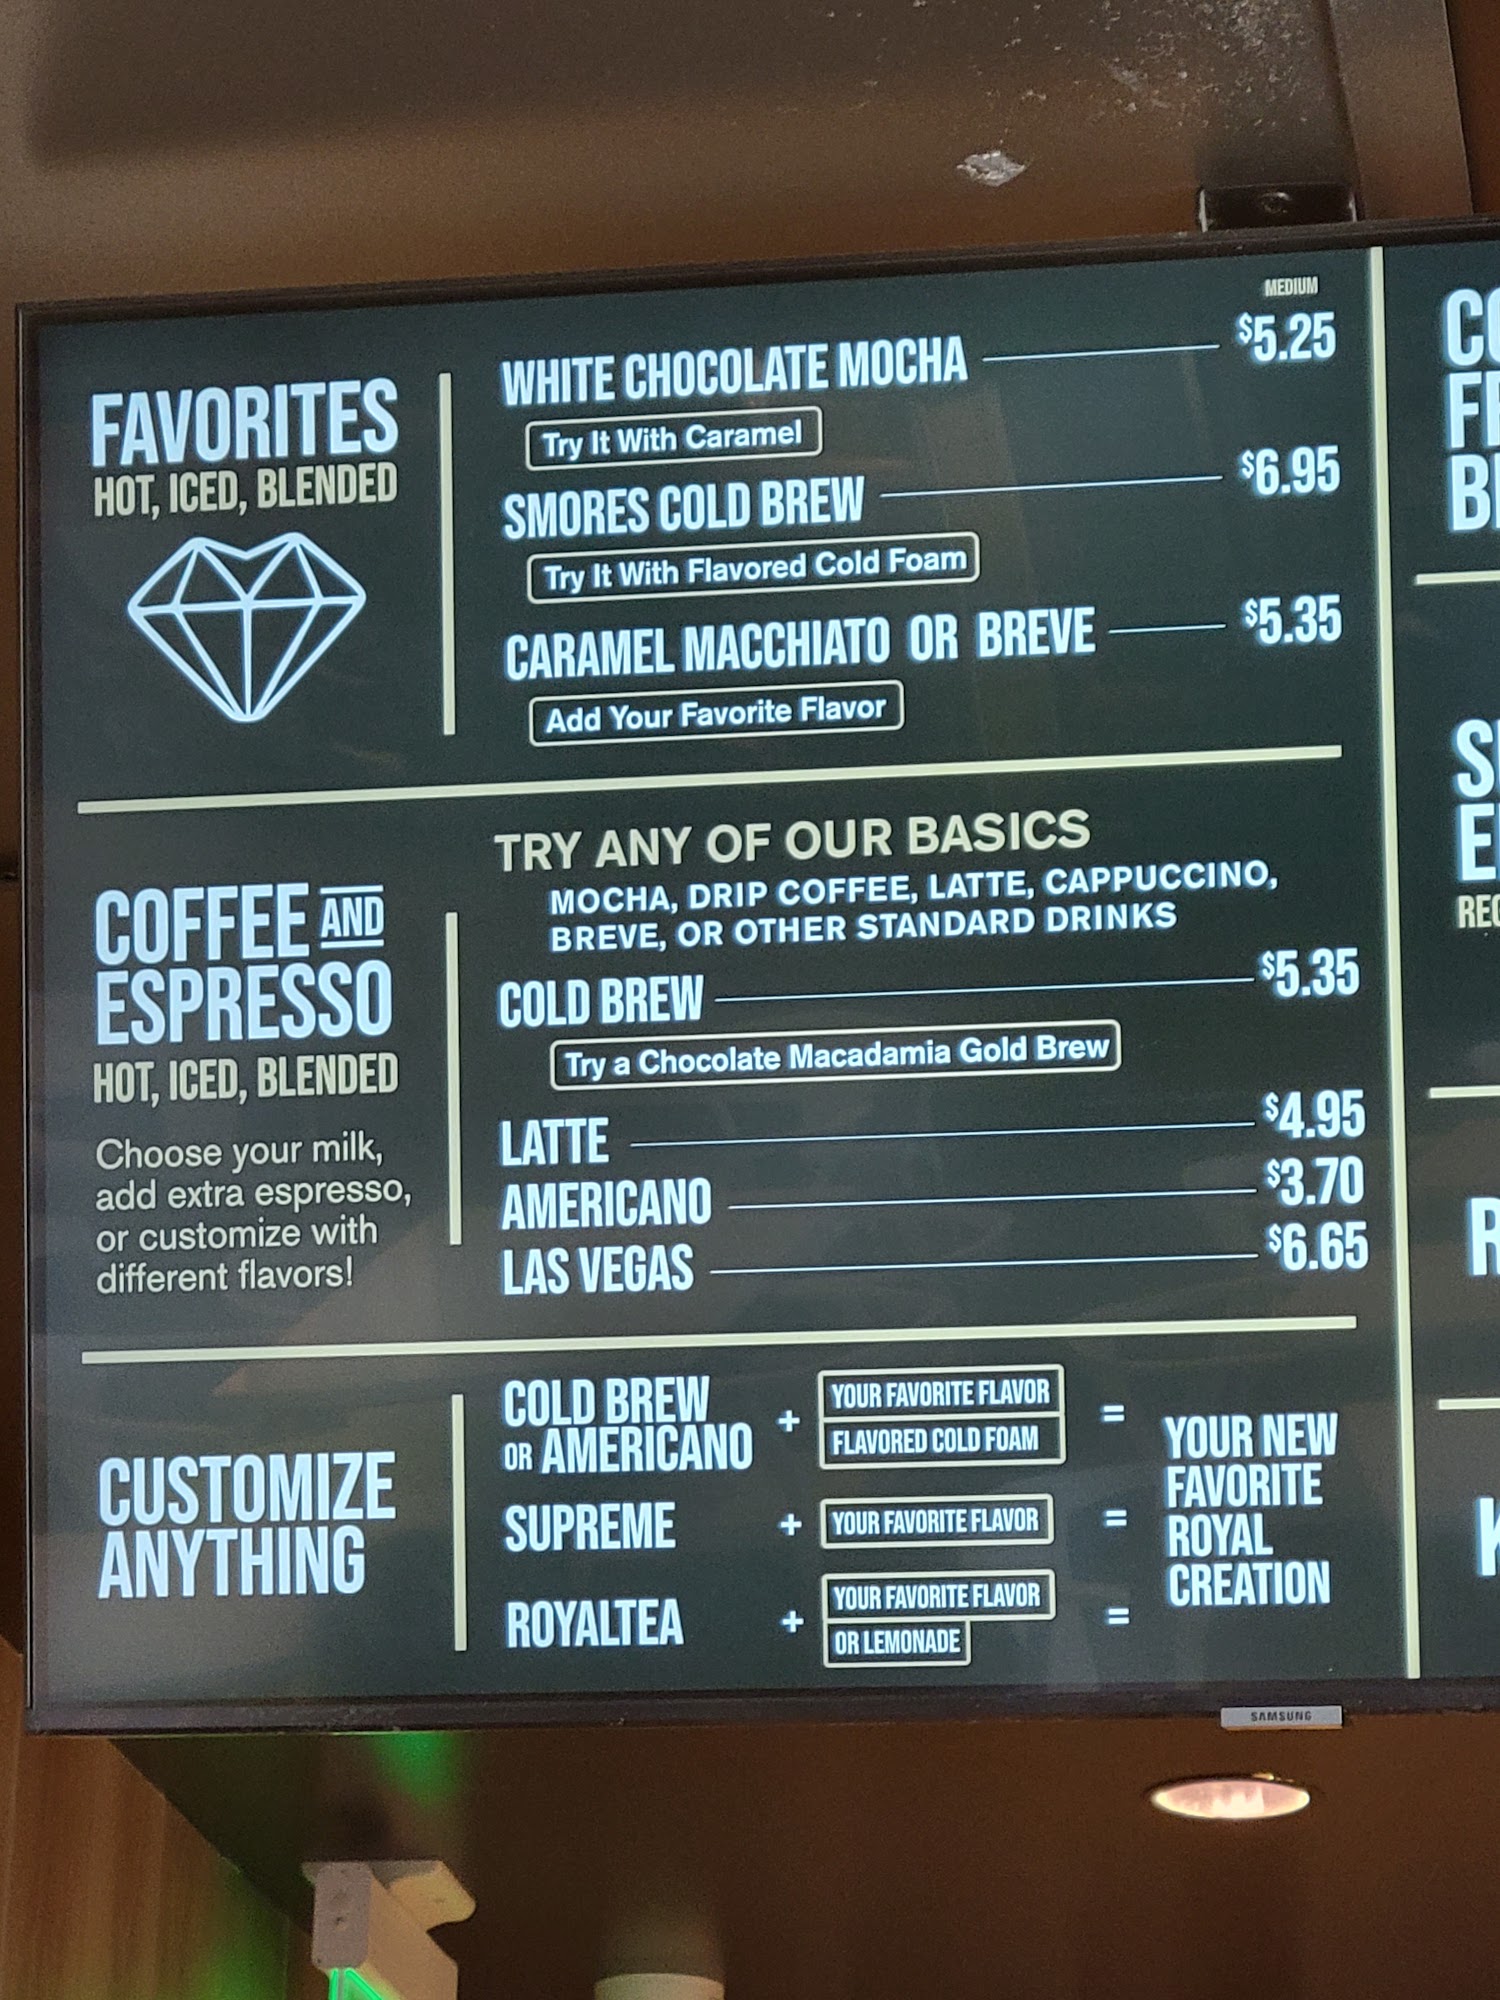 MEDIUM
FAVORITES
HOT, ICED, BLENDED
WHITE CHOCOLATE MOCHA $5.25
Try It With Caramel
SMORES COLD BREW $6.95
Try It With Flavored Cold Foam
CARAMEL MACCHIATO OR BREVE $5.35
Add Your Favorite Flavor
COFFEE AND
ESPRESSO
HOT, ICED, BLENDED
Choose your milk,
add extra espresso,
or customize with
different flavors!
TRY ANY OF OUR BASICS
MOCHA, DRIP COFFEE, LATTE, CAPPUCCINO,
BREVE, OR OTHER STANDARD DRINKS
COLD BREW $5.35
Try a Chocolate Macadamia Gold Brew
LATTE $4.95
AMERICANO $3.70
LAS VEGAS $6.65
CUSTOMIZE
ANYTHING
COLD BREW
OR AMERICANO
+
YOUR FAVORITE FLAVOR
FLAVORED COLD FOAM
=
SUPREME + YOUR FAVORITE FLAVOR =
ROYALTEA +
YOUR FAVORITE FLAVOR
OR LEMONADE
=
YOUR NEW
FAVORITE
ROYAL
CREATION
SAMSUNG